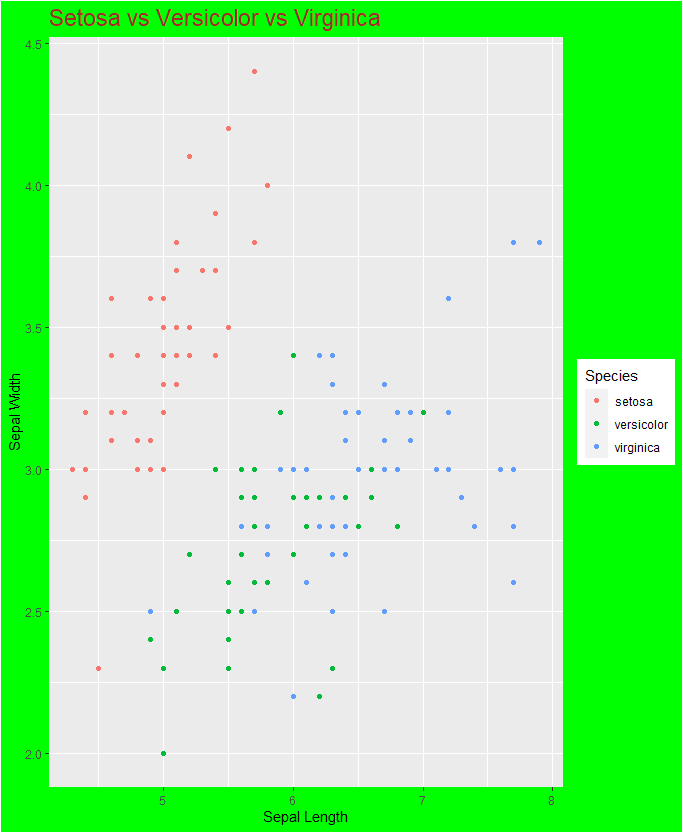 Setosa vs Versicolor vs Virginica
4.5
4.0
3.5
3.0
2.5
2.0
Sepal Width
5 6 7 8
Sepal Length
Species
setosa
versicolor
virginica